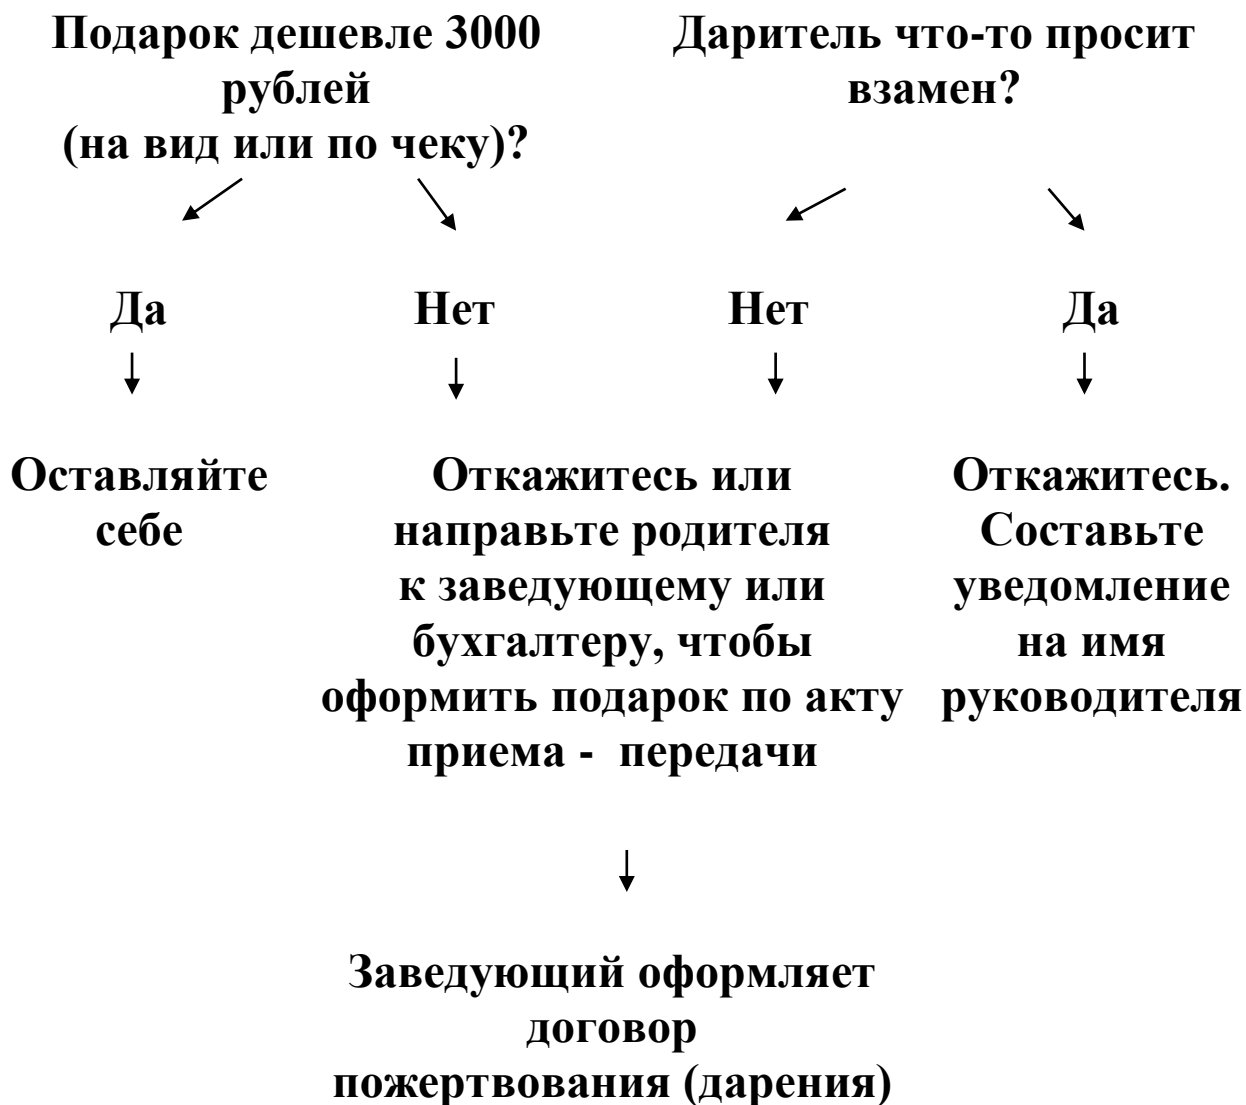 Подарок дешевле 3000
рублей
(на вид или по чеку)?
Даритель что-то просит
взамен?
Да
Нет
Нет
Да
Оставляйте
себе
Откажитесь или
направьте родителя
к заведующему или
бухгалтеру, чтобы
оформить подарок по акту
приема - передачи
Откажитесь.
Составьте
уведомление
на имя
руководителя
Заведующий оформляет
договор
пожертвования (дарения)